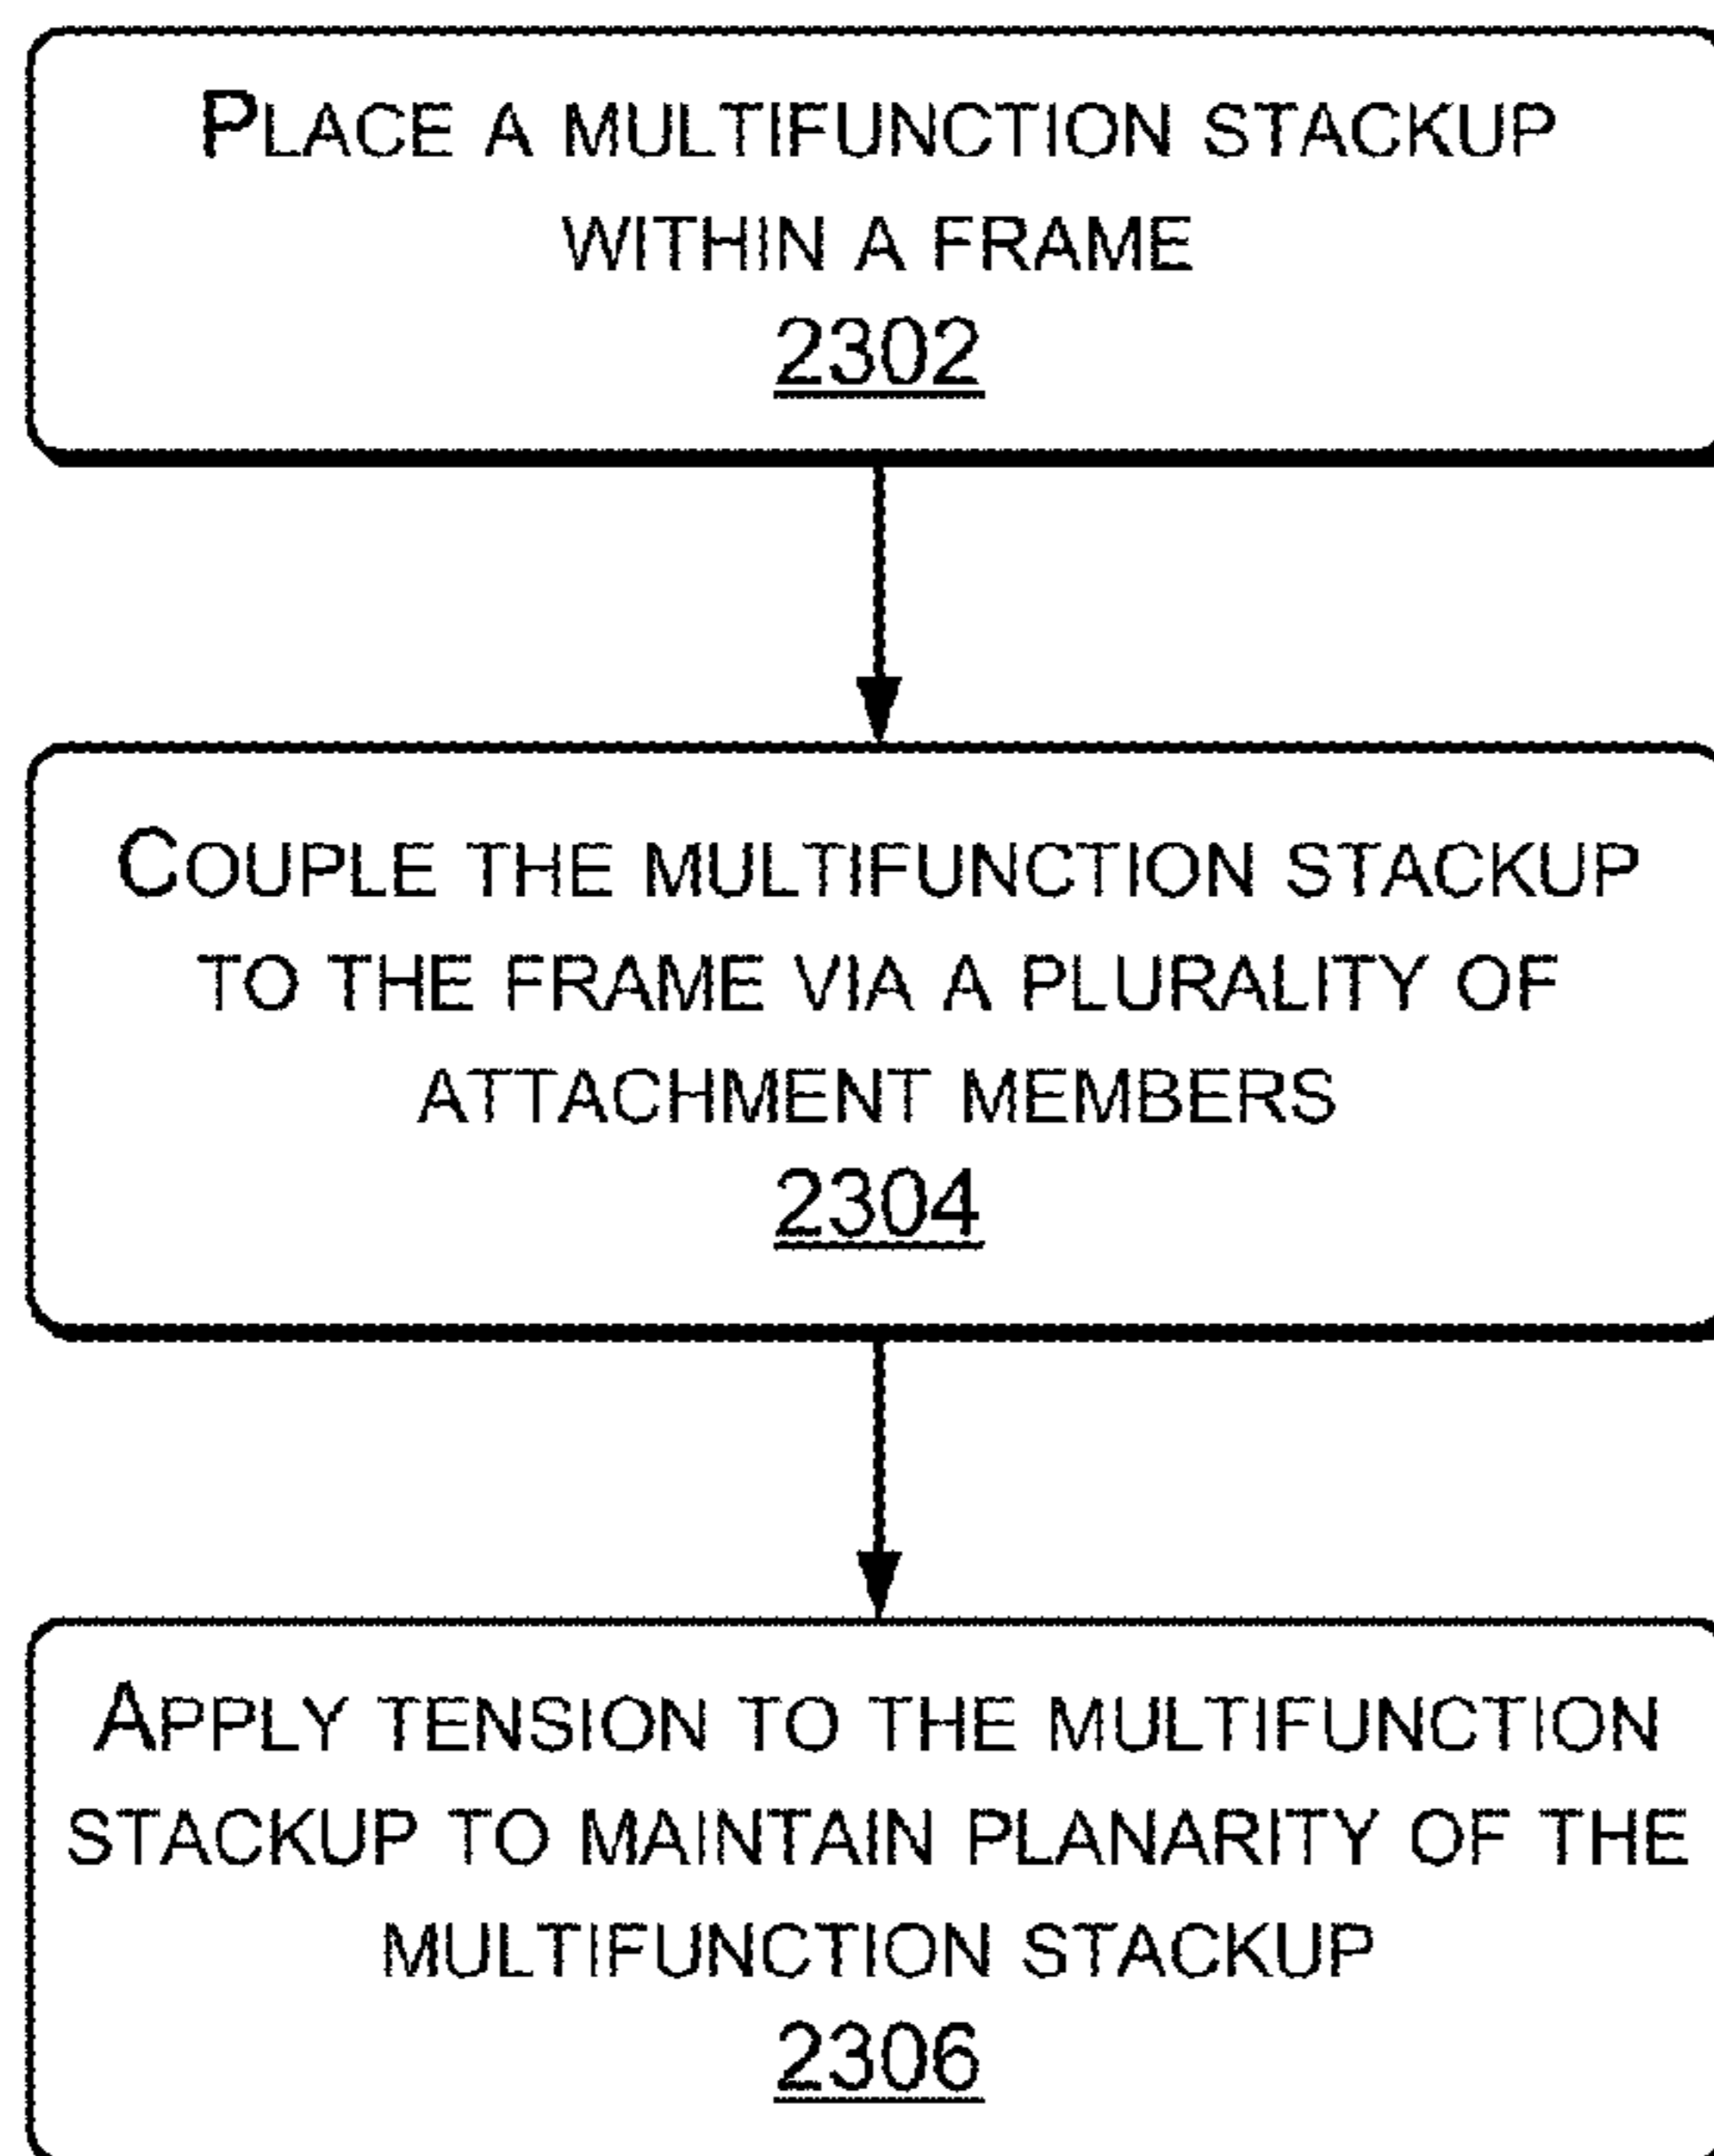 PLACE A MULTIFUNCTION STACKUP
WITHIN A FRAME
2302
COUPLE THE MULTIFUNCTION STACKUP
TO THE FRAME VIA A PLURALITY OF
ATTACHMENT MEMBERS
2304
APPLY TENSION TO THE MULTIFUNCTION
STACKUP TO MAINTAIN PLANARITY OF THE
MULTIFUNCTION STACKUP
2306